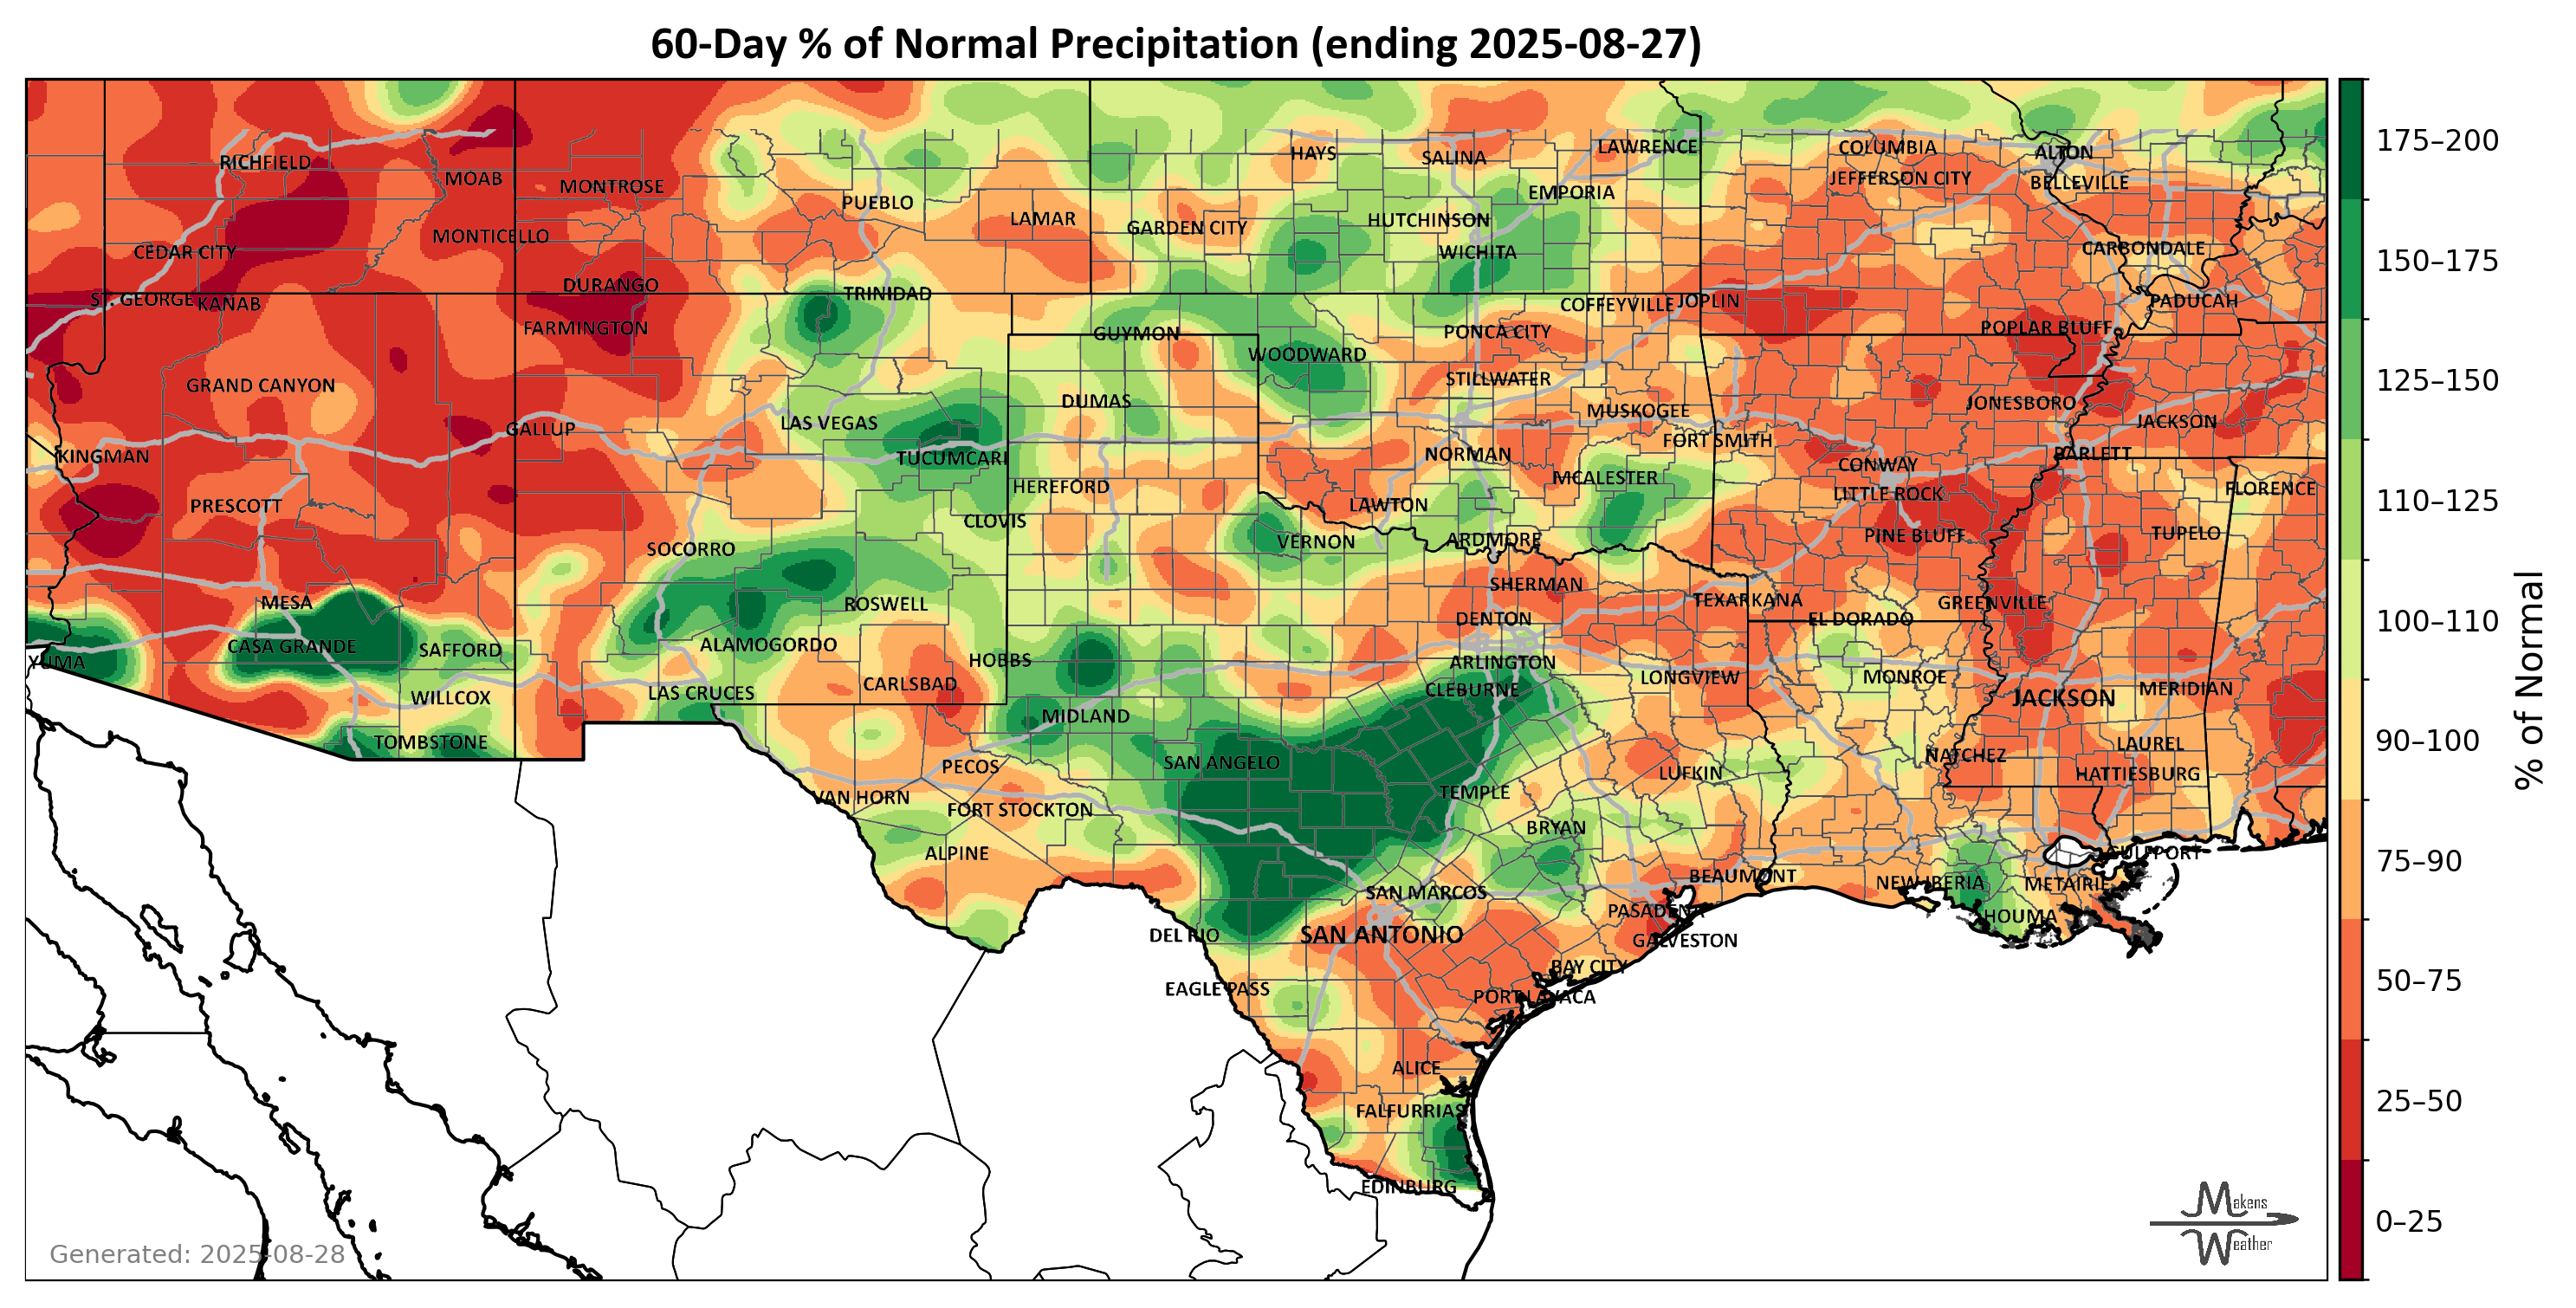 60-Day % of Normal Precipitation (ending 2025-08-27)
RICHFIELD
MOAB
MONTROSE
PUEBLO
LAMAR
HAYS
SALINA
LAWRENCE
COLUMBIA
ALTON
JEFFERSON CITY
BELLEVILLE
EMPORIA
GARDEN CITY
HUTCHINSON
WICHITA
MONTICELLO
CEDAR CITY
CARBONDALE
DURANGO
TRINIDAD
ST. GEORGE
KANAB
COFFEYVILLE
JOPLIN
PADUCAH
FARMINGTON
GUYMON
PONCA CITY
POPLAR BLUFF
WOODWARD
GRAND CANYON
STILLWATER
DUMAS
MUSKOGEE
JONESBORO
JACKSON
LAS VEGAS
GALLUP
FORT SMITH
KINGMAN
TUCUMCARI
NORMAN
BARLETT
CONWAY
MCALESTER
HEREFORD
LITTLE ROCK
FLORENCE
PRESCOTT
LAWTON
CLOVIS
PINE BLUFF
TUPELO
VERNON
ARDMORE
SOCORRO
SHERMAN
MESA
ROSWELL
TEXARKANA
GREENVILLE
DENTON
EL DORADO
CASA GRANDE
SAFFORD
ALAMOGORDO
HOBBS
ARLINGTON
YUMA
LONGVIEW
MONROE
CARLSBAD
CLEBURNE
MERIDIAN
WILLCOX
LAS CRUCES
JACKSON
MIDLAND
TOMBSTONE
LAUREL
NATCHEZ
PECOS
SAN ANGELO
LUFKIN
HATTIESBURG
TEMPLE
VAN HORN
FORT STOCKTON
BRYAN
ALPINE
GULFPORT
BEAUMONT
NEW IBERIA
METAIRIE
SAN MARCOS
PASADENA
HOUMA
DEL RIO
SAN ANTONIO
GALVESTON
BAY CITY
EAGLE PASS
PORT LAVACA
ALICE
FALFURRIAS
EDINBURG
175–200
150–175
125–150
110–125
100–110
90–100
75–90
50–75
25–50
0–25
% of Normal
Makens
Weather
Generated: 2025-08-28